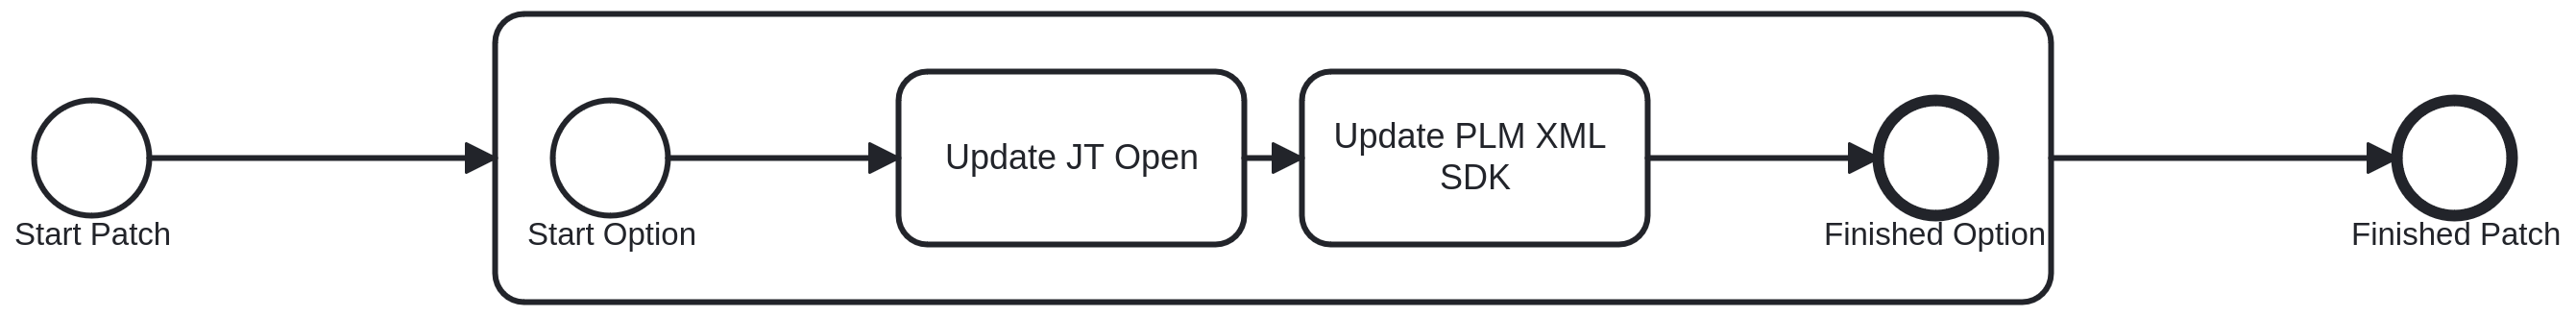 Start Patch
Start Option
Update JT Open
Update PLM XML
SDK
Finished Option
Finished Patch